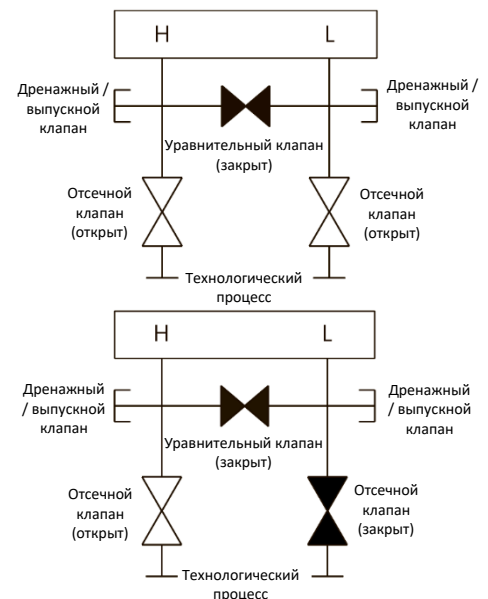 H L
Дренажный /
выпускной
клапан
Дренажный /
выпускной
клапан
Уравнительный клапан
(закрыт)
Отсечной
клапан
(открыт)
Отсечной
клапан
(открыт)
Технологический
процесс
H L
Дренажный
/ выпускной
клапан
Дренажный
/ выпускной
клапан
Уравнительный клапан
(закрыт)
Отсечной
клапан
(открыт)
Отсечной
клапан
(закрыт)
Технологический
процесс